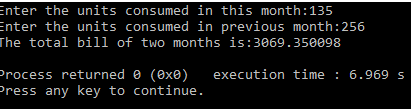 Enter the units consumed in this month:135
Enter the units consumed in previous month:256
The total bill of two months is:3069.350098
Process returned 0 (0x0)   execution time : 6.969 s
Press any key to continue.